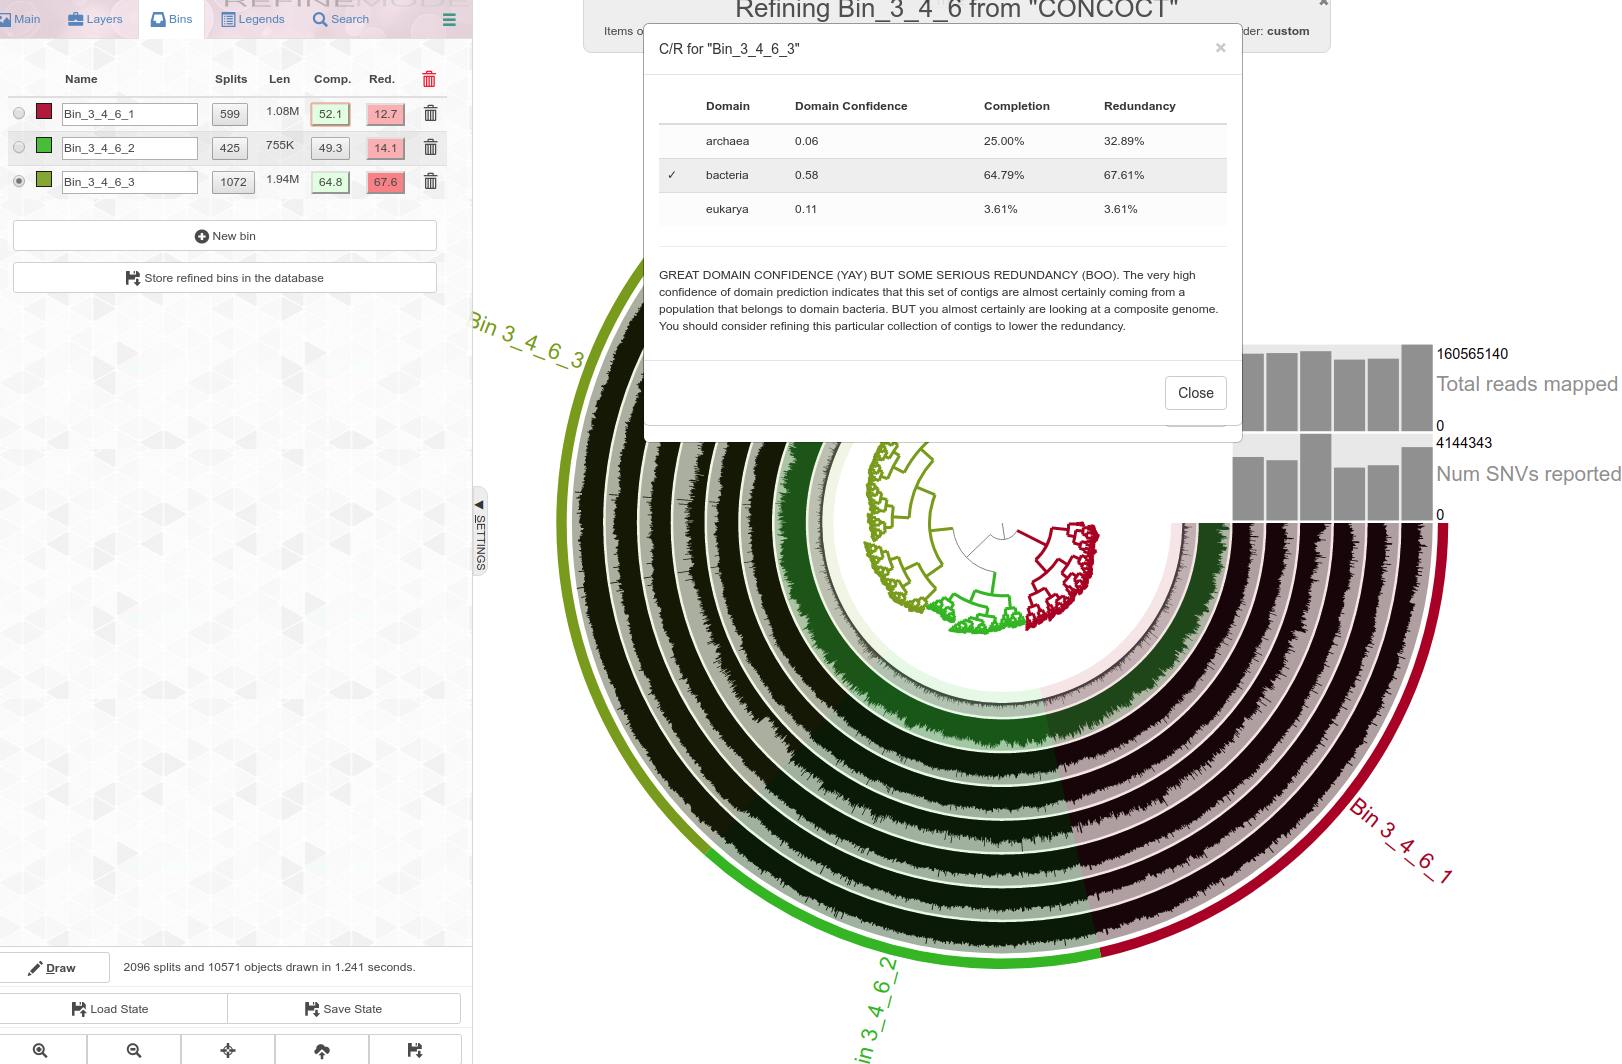 REFINE MODE
Main Layers Bins Legends Search
Name Splits Len Comp. Red.
Bin_3_4_6_1 599 1.08M 52.1 12.7
Bin_3_4_6_2 425 755K 49.3 14.1
Bin_3_4_6_3 1072 1.94M 64.8 67.6
New bin
Store refined bins in the database
◀ SETTINGS
Draw 2096 splits and 10571 objects drawn in 1.241 seconds.
Load State Save State
Refining Bin_3_4_6 from "CONCOCT"
Items o
der: custom
C/R for "Bin_3_4_6_3" ×
Domain Domain Confidence Completion Redundancy
archaea 0.06 25.00% 32.89%
✓ bacteria 0.58 64.79% 67.61%
eukarya 0.11 3.61% 3.61%
GREAT DOMAIN CONFIDENCE (YAY) BUT SOME SERIOUS REDUNDANCY (BOO). The very high
confidence of domain prediction indicates that this set of contigs are almost certainly coming from a
population that belongs to domain bacteria. BUT you almost certainly are looking at a composite genome.
You should consider refining this particular collection of contigs to lower the redundancy.
Close
Bin 3_4_6_3
160565140
Total reads mapped
0
4144343
Num SNVs reported
0
Bin 3_4_6_1
in 3_4_6_2